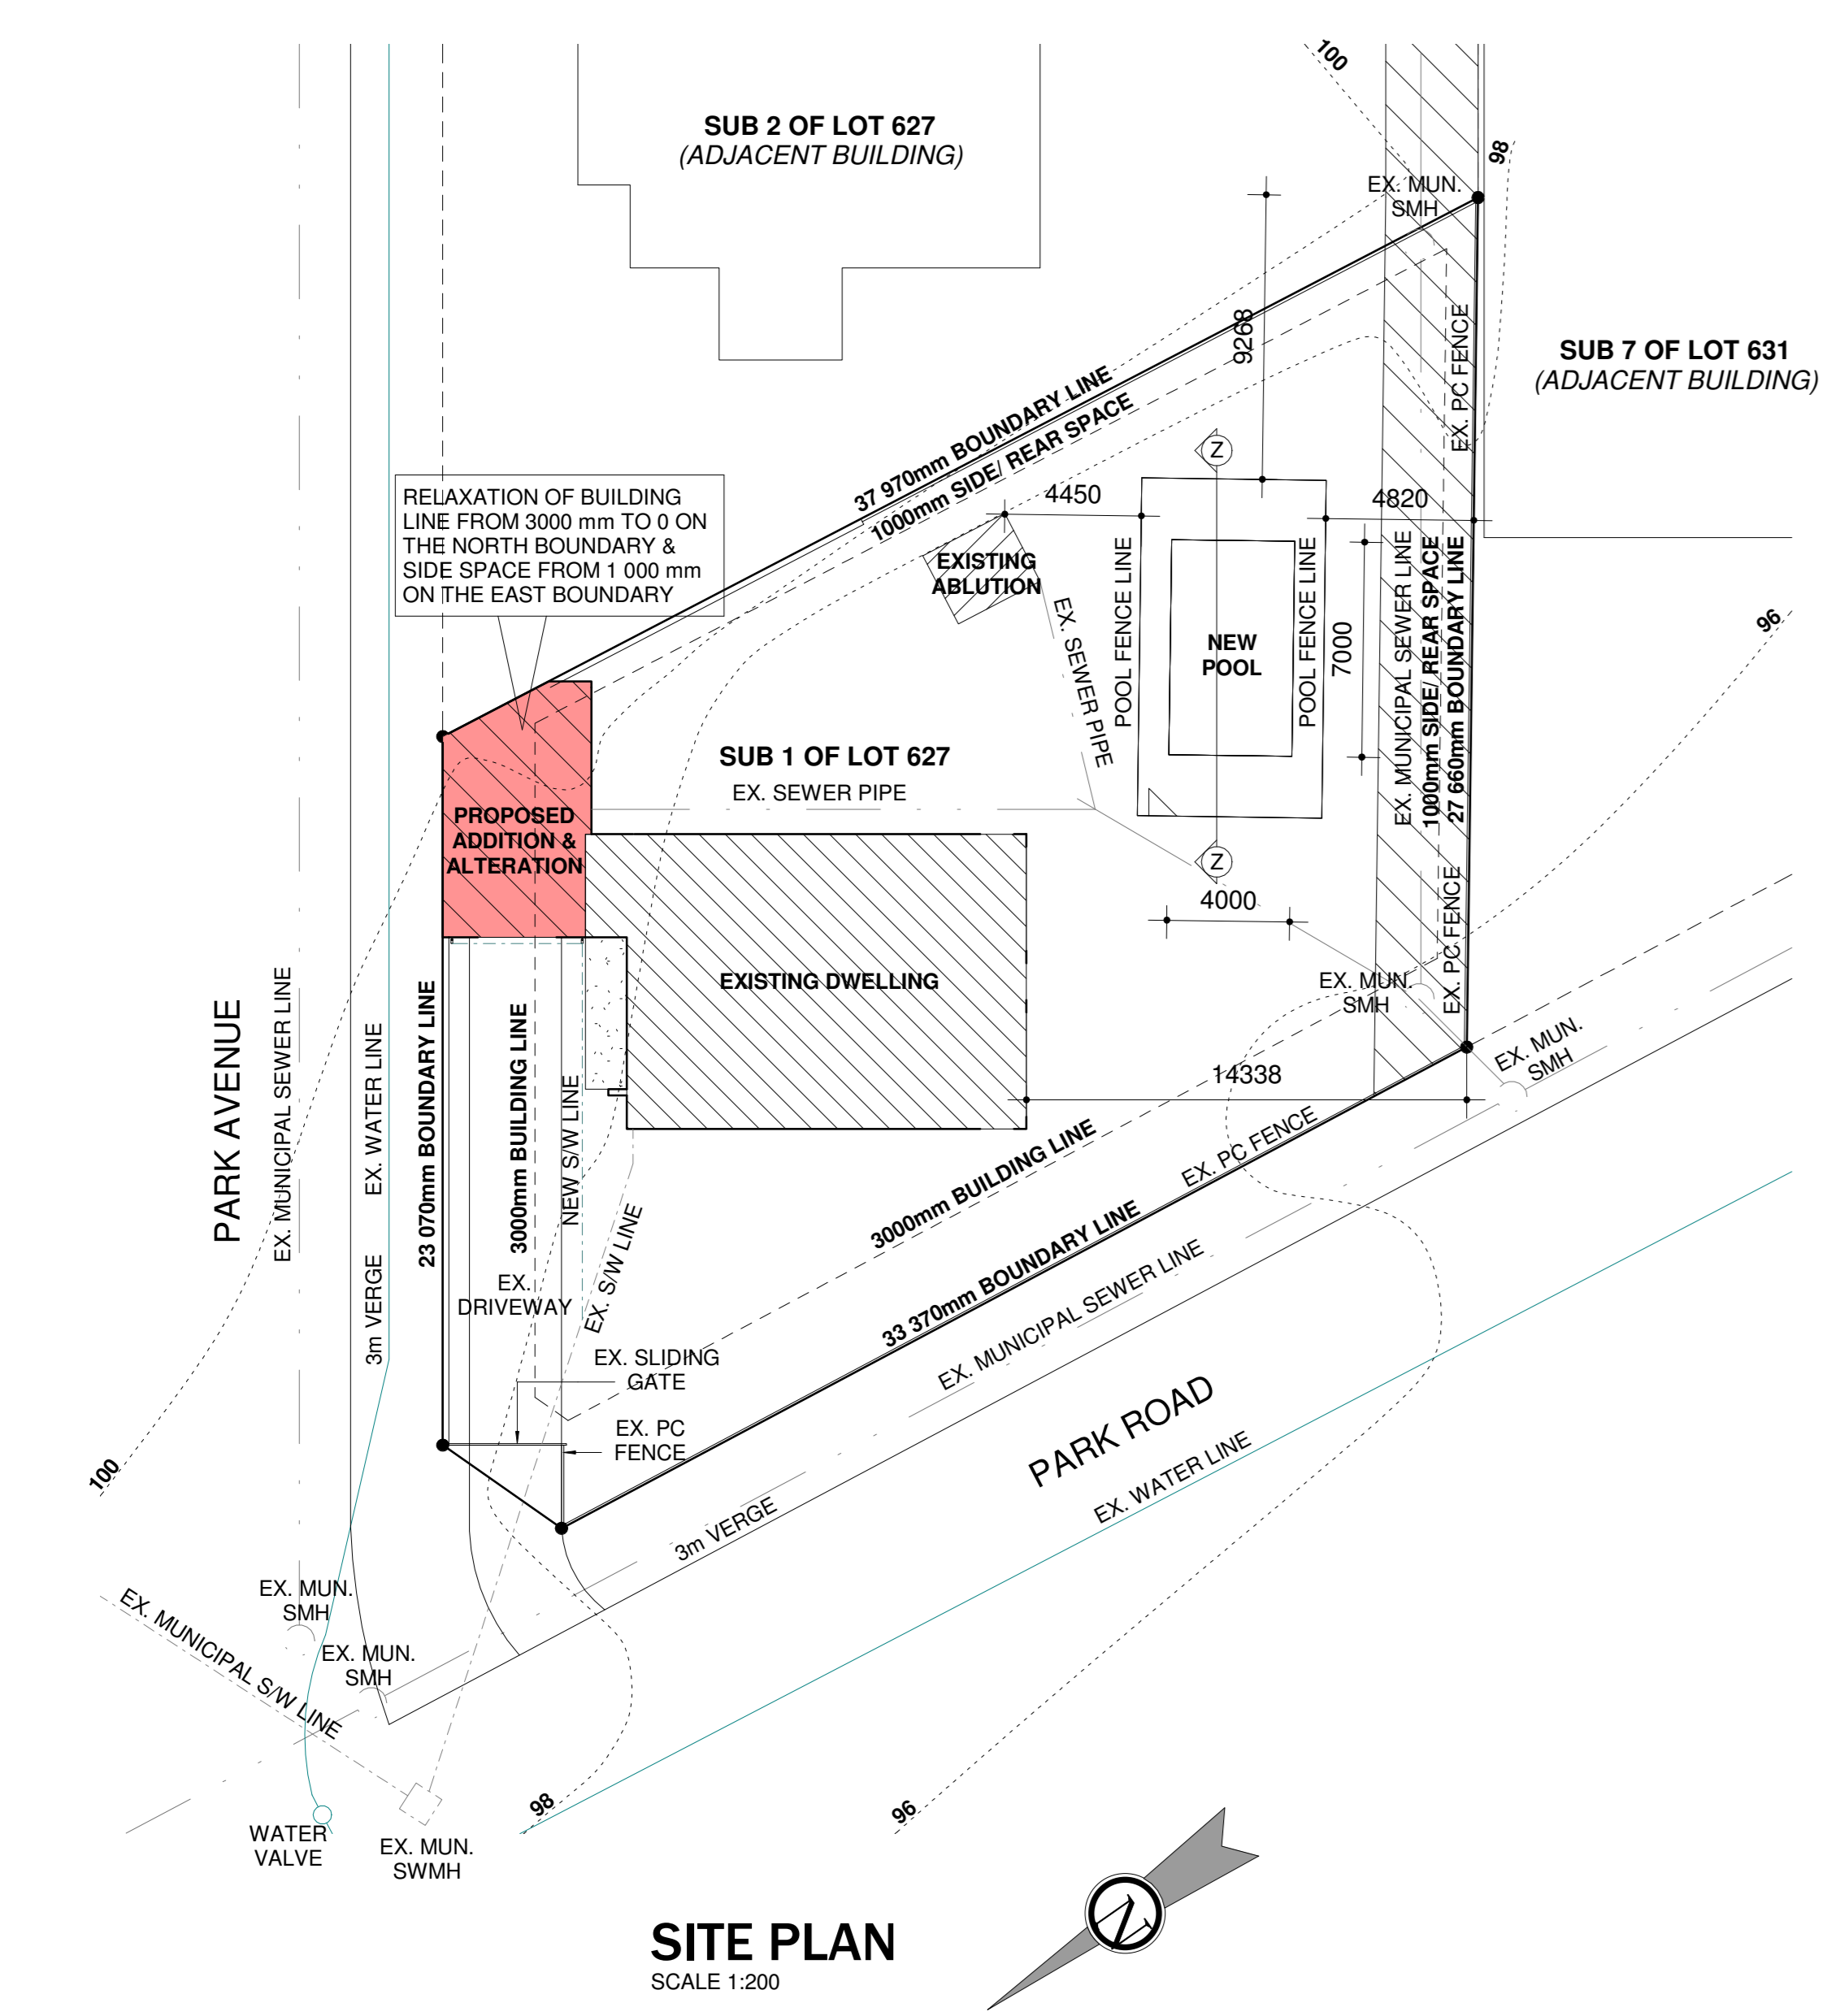 100
SUB 2 OF LOT 627
(ADJACENT BUILDING)
98
EX. MUN.
SMH
9268
EX. PC FENCE
SUB 7 OF LOT 631
(ADJACENT BUILDING)
37 970mm BOUNDARY LINE
1000mm SIDE/ REAR SPACE
Z
4450
4820
RELAXATION OF BUILDING
LINE FROM 3000 mm TO 0 ON
THE NORTH BOUNDARY &
SIDE SPACE FROM 1 000 mm
ON THE EAST BOUNDARY
EXISTING
ABLUTION
EX. SEWER PIPE
POOL FENCE LINE
NEW
POOL
POOL FENCE LINE
7000
EX. MUNICIPAL SEWER LINE
1000mm SIDE/ REAR SPACE
27 660mm BOUNDARY LINE
96
SUB 1 OF LOT 627
EX. SEWER PIPE
PROPOSED
ADDITION &
ALTERATION
Z
4000
EX. PC FENCE
EXISTING DWELLING
EX. MUN.
SMH
EX. MUN.
SMH
14338
PARK AVENUE
EX. MUNICIPAL SEWER LINE
EX. WATER LINE
3m VERGE
23 070mm BOUNDARY LINE
3000mm BUILDING LINE
NEW S/W LINE
EX. S/W LINE
EX.
DRIVEWAY
3000mm BUILDING LINE
EX. PC FENCE
33 370mm BOUNDARY LINE
EX. MUNICIPAL SEWER LINE
EX. SLIDING
GATE
EX. PC
FENCE
PARK ROAD
EX. WATER LINE
3m VERGE
100
EX. MUN.
SMH
EX. MUNICIPAL S/W LINE
EX. MUN.
SMH
WATER
VALVE
EX. MUN.
SWMH
98
96
N
SITE PLAN
SCALE 1:200